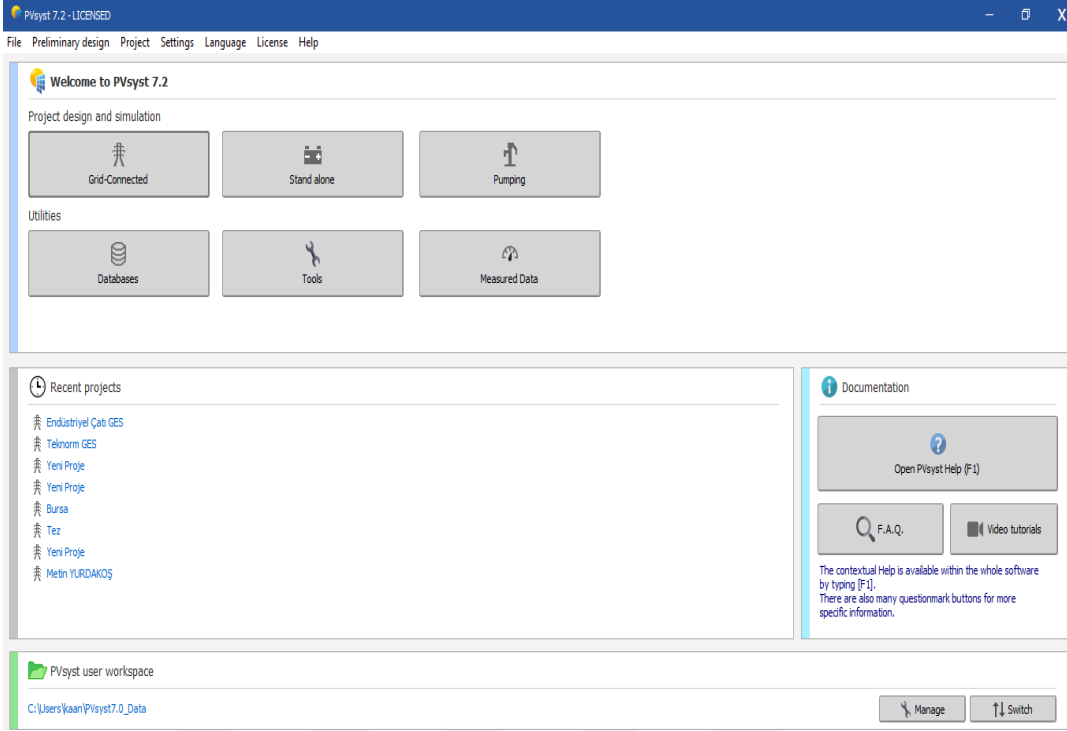 PVsyst 7.2 - LICENSED
File Preliminary design Project Settings Language License Help
Welcome to PVsyst 7.2
Project design and simulation
Grid-Connected
Stand alone
Pumping
Utilities
Databases
Tools
Measured Data
Recent projects
Endüstriyel Çatı GES
Teknorm GES
Yeni Proje
Yeni Proje
Bursa
Tez
Yeni Proje
Metin YURDAKOŞ
Documentation
Open PVsyst Help (F1)
F.A.Q.
Video tutorials
The contextual Help is available within the whole software
by typing [F1].
There are also many questionmark buttons for more
specific information.
PVsyst user workspace
C:\Users\kaan\PVsyst7.0_Data
Manage
Switch